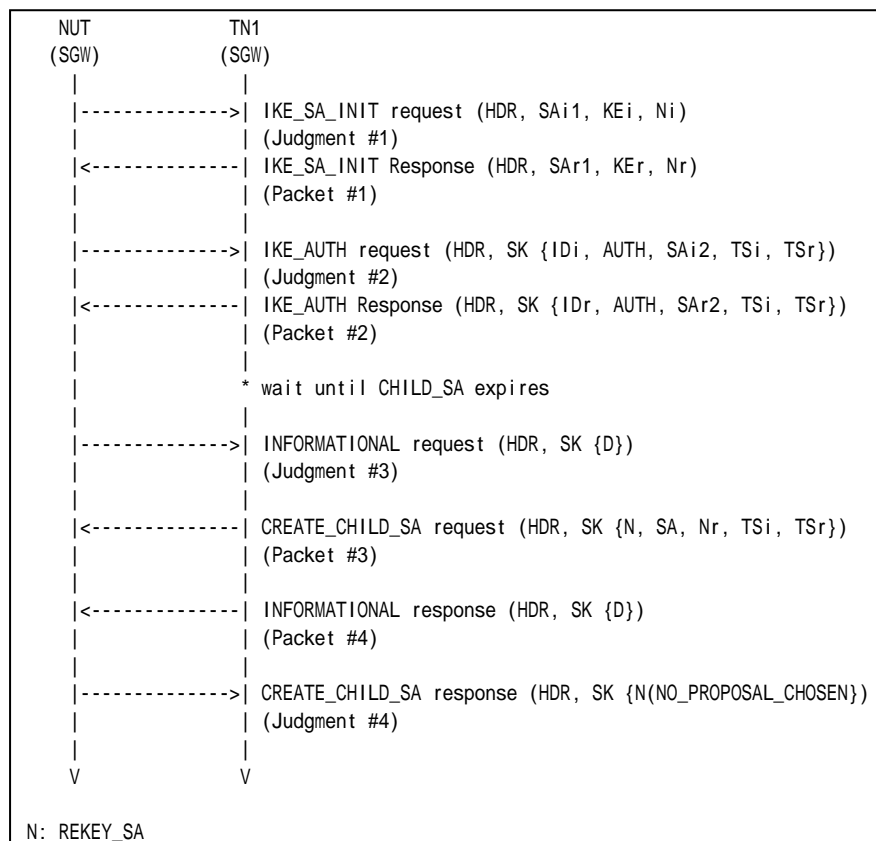 NUT TN1
(SGW) (SGW)
| |
|-------------->| IKE_SA_INIT request (HDR, SAi1, KEi, Ni)
| | (Judgment #1)
|<--------------| IKE_SA_INIT Response (HDR, SAr1, KEr, Nr)
| | (Packet #1)
| |
|-------------->| IKE_AUTH request (HDR, SK {IDi, AUTH, SAi2, TSi, TSr})
| | (Judgment #2)
|<--------------| IKE_AUTH Response (HDR, SK {IDr, AUTH, SAr2, TSi, TSr})
| | (Packet #2)
| |
| * wait until CHILD_SA expires
| |
|-------------->| INFORMATIONAL request (HDR, SK {D})
| | (Judgment #3)
| |
|<--------------| CREATE_CHILD_SA request (HDR, SK {N, SA, Nr, TSi, TSr})
| | (Packet #3)
| |
|<--------------| INFORMATIONAL response (HDR, SK {D})
| | (Packet #4)
| |
|-------------->| CREATE_CHILD_SA response (HDR, SK {N(NO_PROPOSAL_CHOSEN})
| | (Judgment #4)
| |
V V
N: REKEY_SA